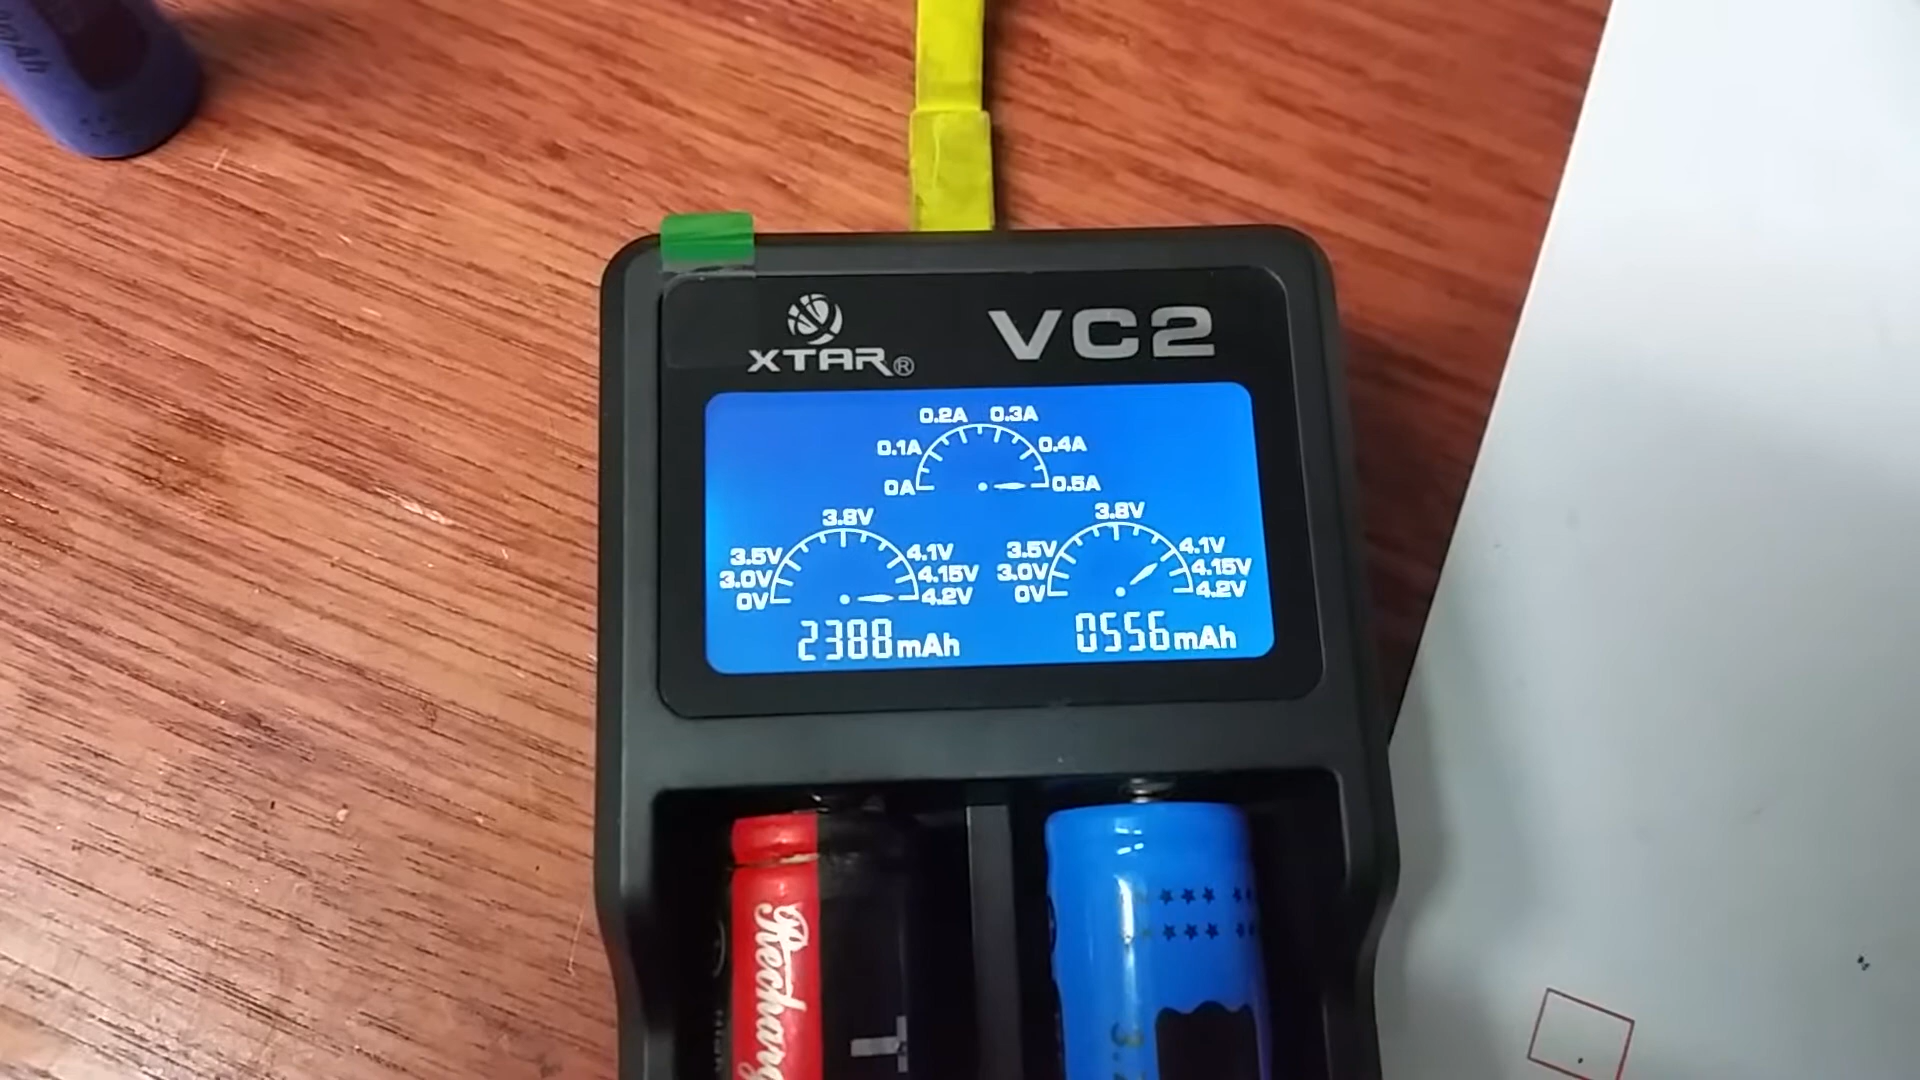 mAh
XTAR® VC2
0.2A 0.3A
0.1A 0.4A
0A 0.5A
3.8V 3.8V
3.5V 4.1V 3.5V 4.1V
3.0V 4.15V 3.0V 4.15V
0V 4.2V 0V 4.2V
2388mAh 0556mAh